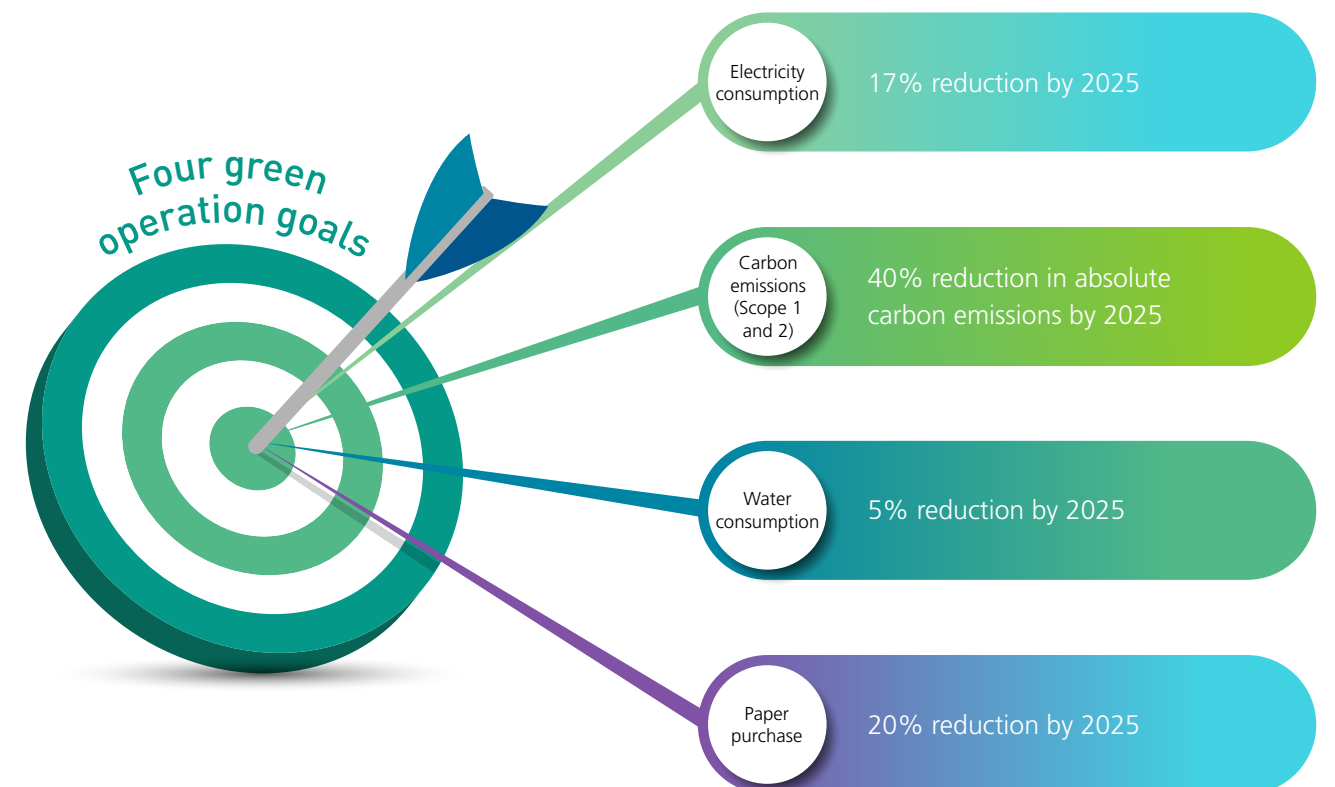 Four green
operation goals
Electricity
consumption
17% reduction by 2025
Carbon
emissions
(Scope 1
and 2)
40% reduction in absolute
carbon emissions by 2025
Water
consumption
5% reduction by 2025
Paper
purchase
20% reduction by 2025